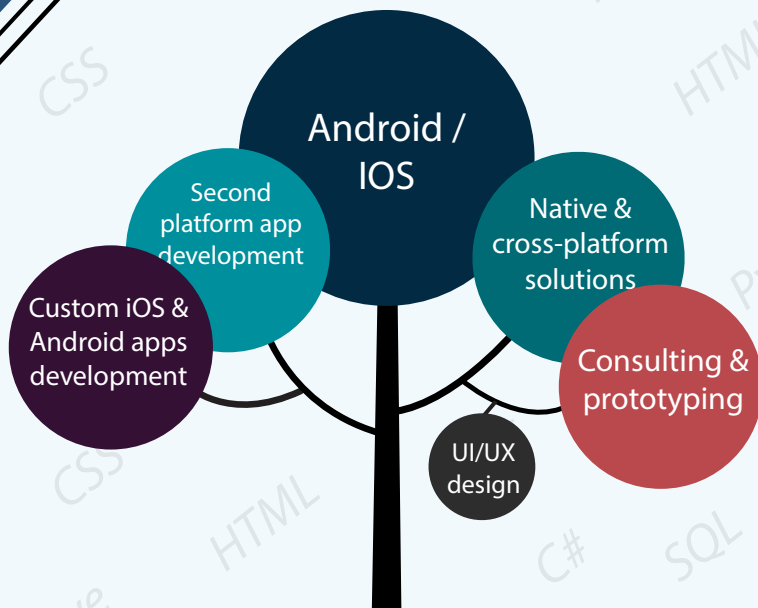 CSS
HTML
Android /
IOS
Second
platform app
development
Native &
cross-platform
solutions
Custom iOS &
Android apps
development
Consulting &
prototyping
UI/UX
design
CSS
HTML
C#
SQL